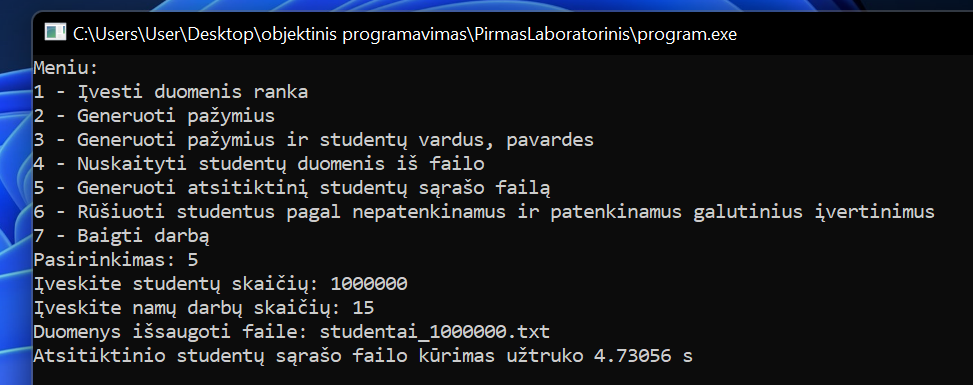 C:\Users\User\Desktop\objektinis programavimas\PirmasLaboratorinis\program.exe
Meniu:
1 - Įvesti duomenis ranka
2 - Generuoti pažymius
3 - Generuoti pažymius ir studentų vardus, pavardes
4 - Nuskaityti studentų duomenis iš failo
5 - Generuoti atsitiktinį studentų sąrašo failą
6 - Rūšiuoti studentus pagal nepatenkinamus ir patenkinamus galutinius įvertinimus
7 - Baigti darbą
Pasirinkimas: 5
Įveskite studentų skaičių: 1000000
Įveskite namų darbų skaičių: 15
Duomenys išsaugoti faile: studentai_1000000.txt
Atsitiktinio studentų sąrašo failo kūrimas užtruko 4.73056 s